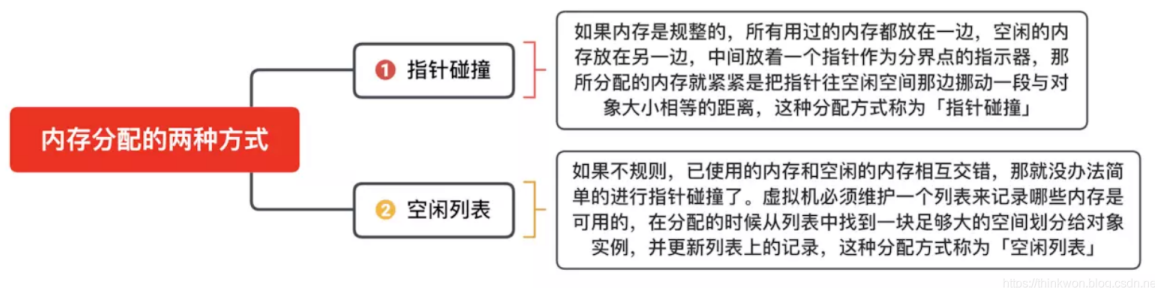 内存分配的两种方式
1 指针碰撞
如果内存是规整的，所有用过的内存都放在一边，空闲的内
存放在另一边，中间放着一个指针作为分界点的指示器，那
所分配的内存就紧紧是把指针往空闲空间那边挪动一段与对
象大小相等的距离，这种分配方式称为「指针碰撞」
2 空闲列表
如果不规则，已使用的内存和空闲的内存相互交错，那就没办法简
单的进行指针碰撞了。虚拟机必须维护一个列表来记录哪些内存是
可用的，在分配的时候从列表中找到一块足够大的空间划分给对象
实例，并更新列表上的记录，这种分配方式称为「空闲列表」
https://thinkwon.blog.csdn.ne